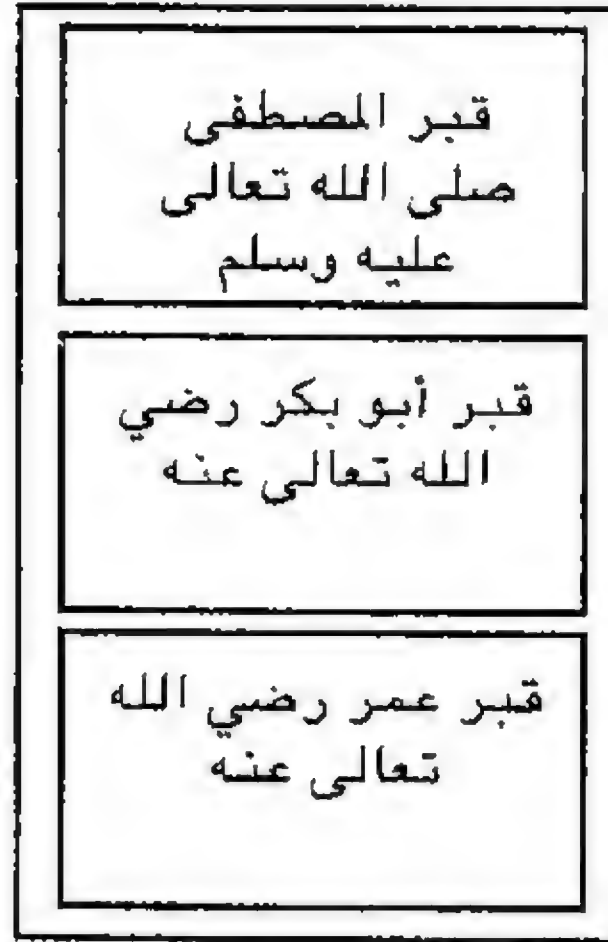 قبر المصطفى
صلى الله تعالى
عليه وسلم
قبر أبو بكر رضي
الله تعالى عنه
قبر عمر رضي الله
تعالى عنه